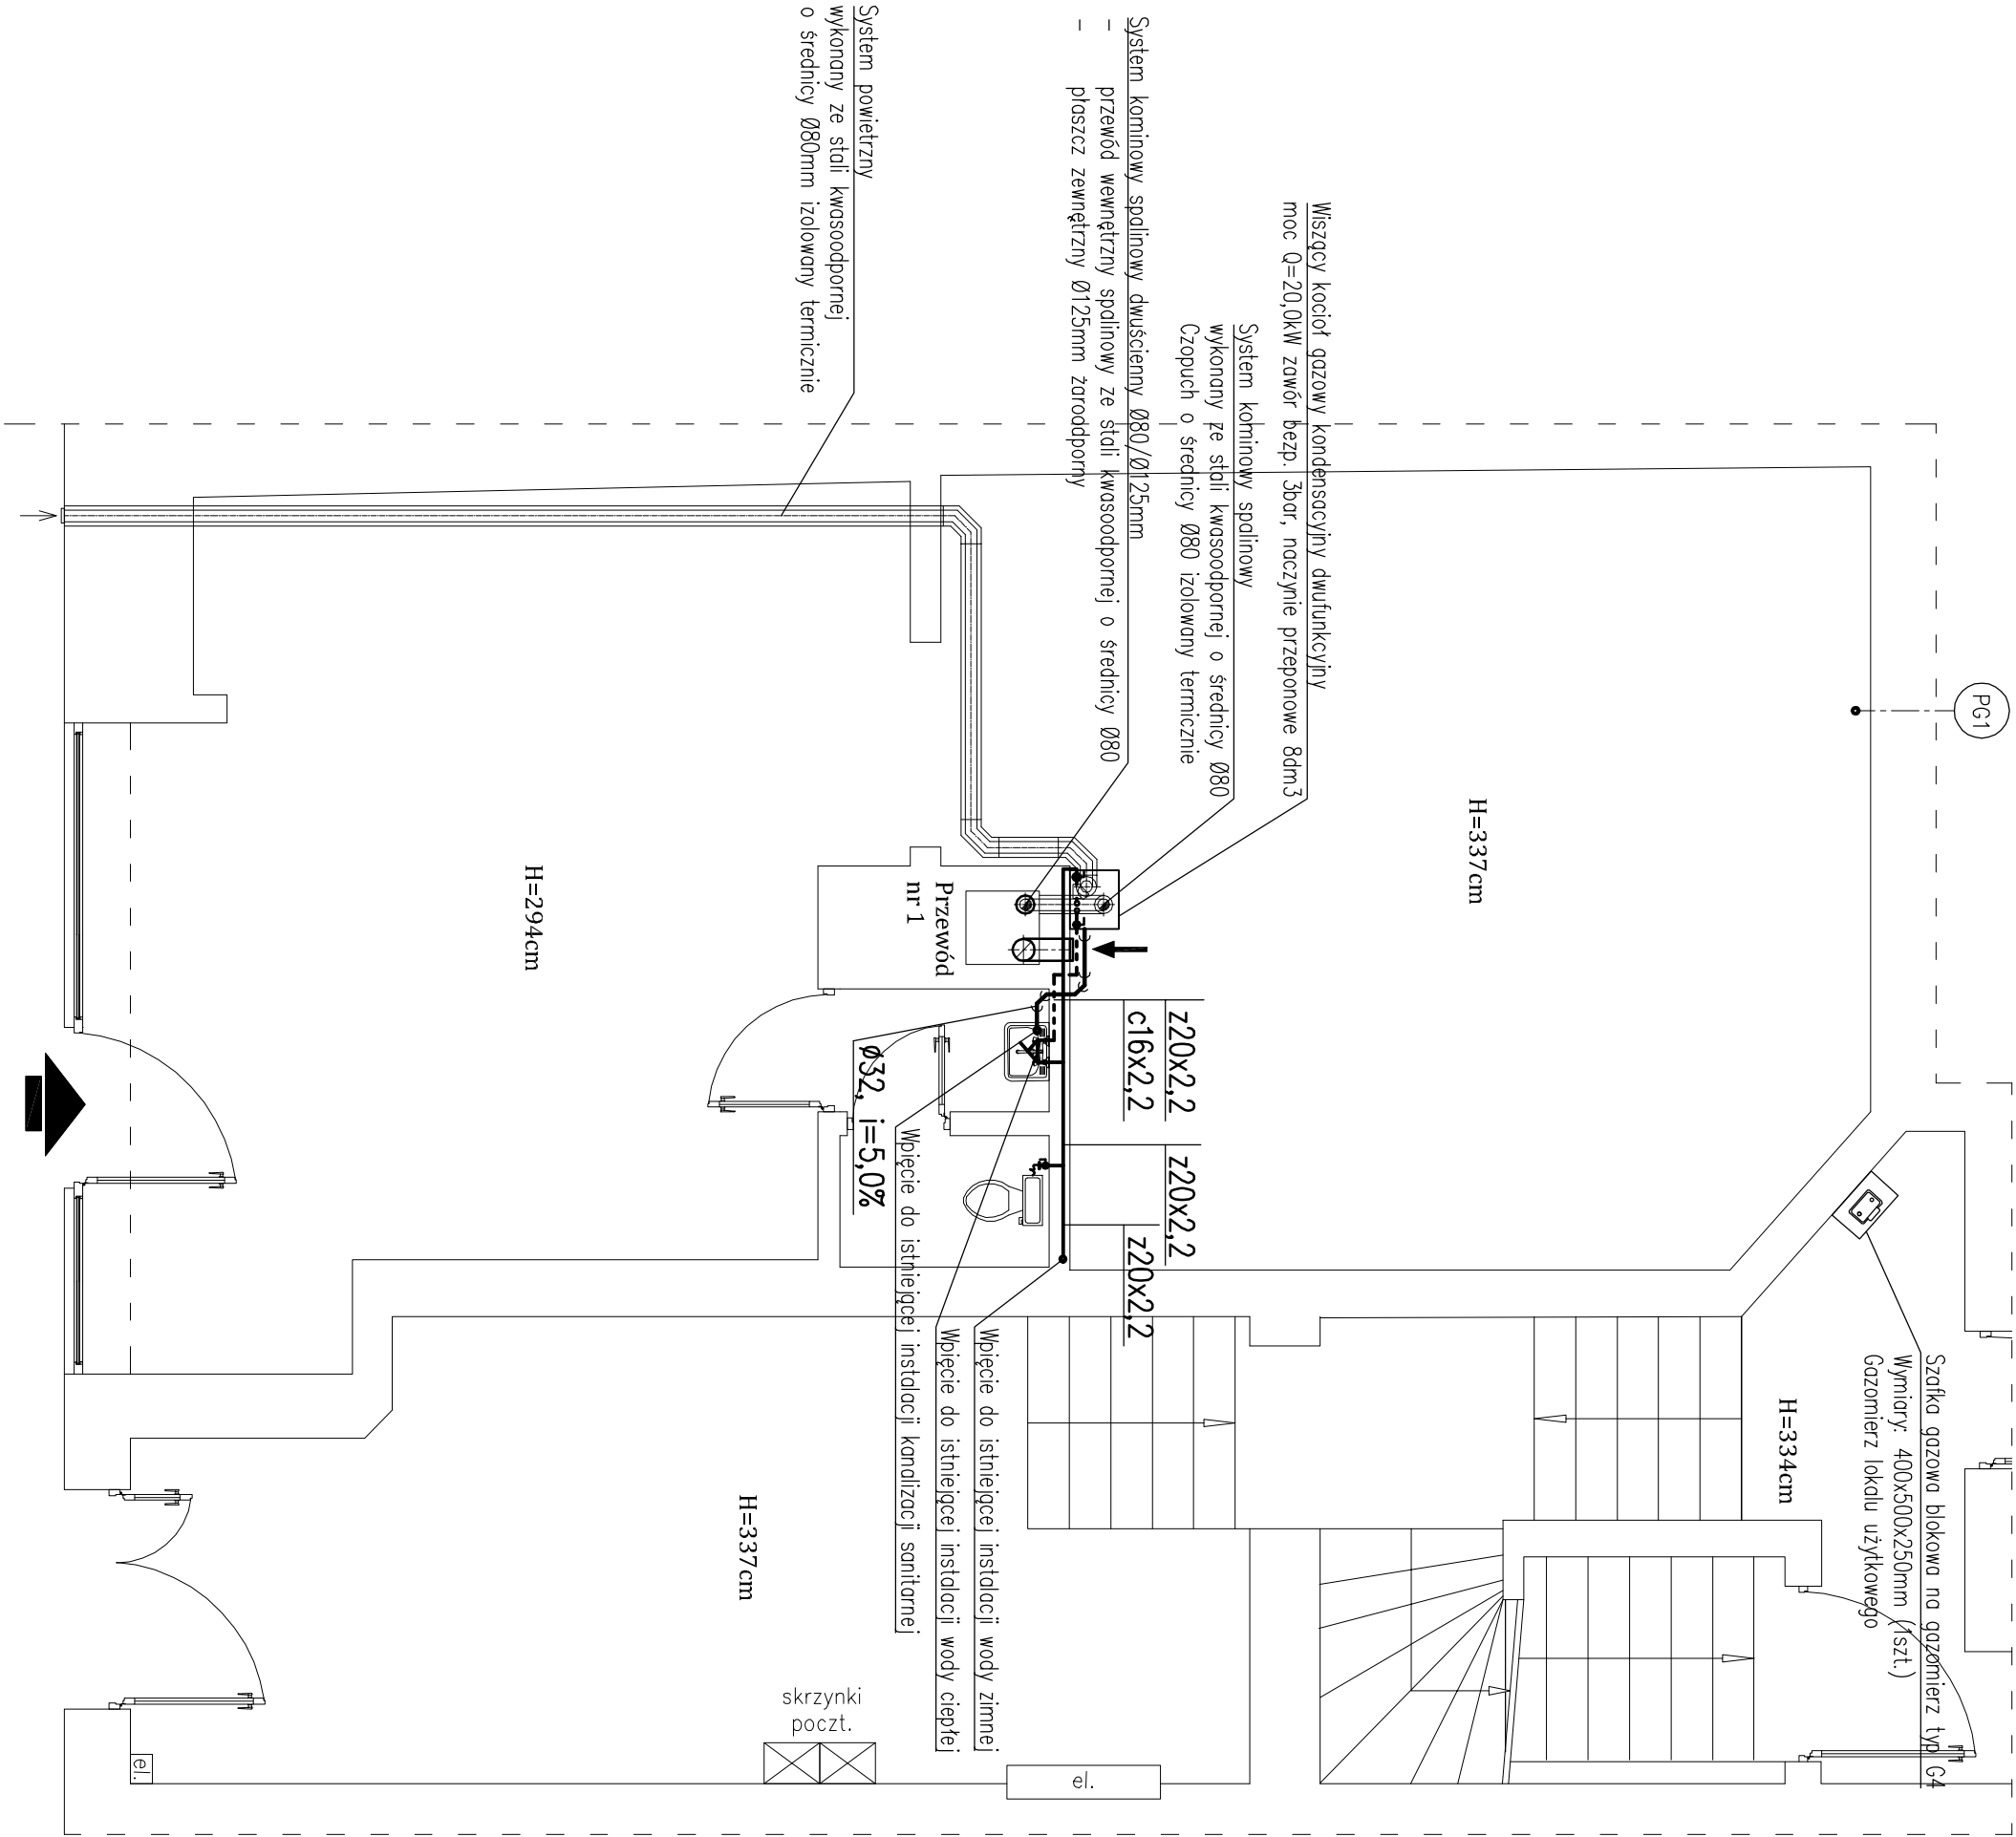 PG1
Szafka gazowa blokowa na gazomierz typ G4
Wymiary: 400x500x250mm (1szt.)
Gazomierz lokalu użytkowego
H=334cm
H=337cm
Wiszący kocioł gazowy kondensacyjny dwufunkcyjny
moc Q=20,0kW zawór bezp. 3bar, naczynie przeponowe 8dm3
System kominowy spalinowy
wykonany ze stali kwasoodpornej o średnicy Ø80
Czopuch o średnicy Ø80 izolowany termicznie
System kominowy spalinowy dwuścienny Ø80/Ø125mm
- przewód wewnętrzny spalinowy ze stali kwasoodpornej o średnicy Ø80
- płaszcz zewnętrzny Ø125mm żaroodporny
System powietrzny
wykonany ze stali kwasoodpornej
o średnicy Ø80mm izolowany termicznie
z20x2,2
c16x2,2
z20x2,2
z20x2,2
Przewód
nr 1
ø32, i=5,0%
Wpięcie do istniejącej instalacji wody zimnej
Wpięcie do istniejącej instalacji wody ciepłej
Wpięcie do istniejącej instalacji kanalizacji sanitarnej
H=294cm
H=337cm
skrzynki
poczt.
el.
el.